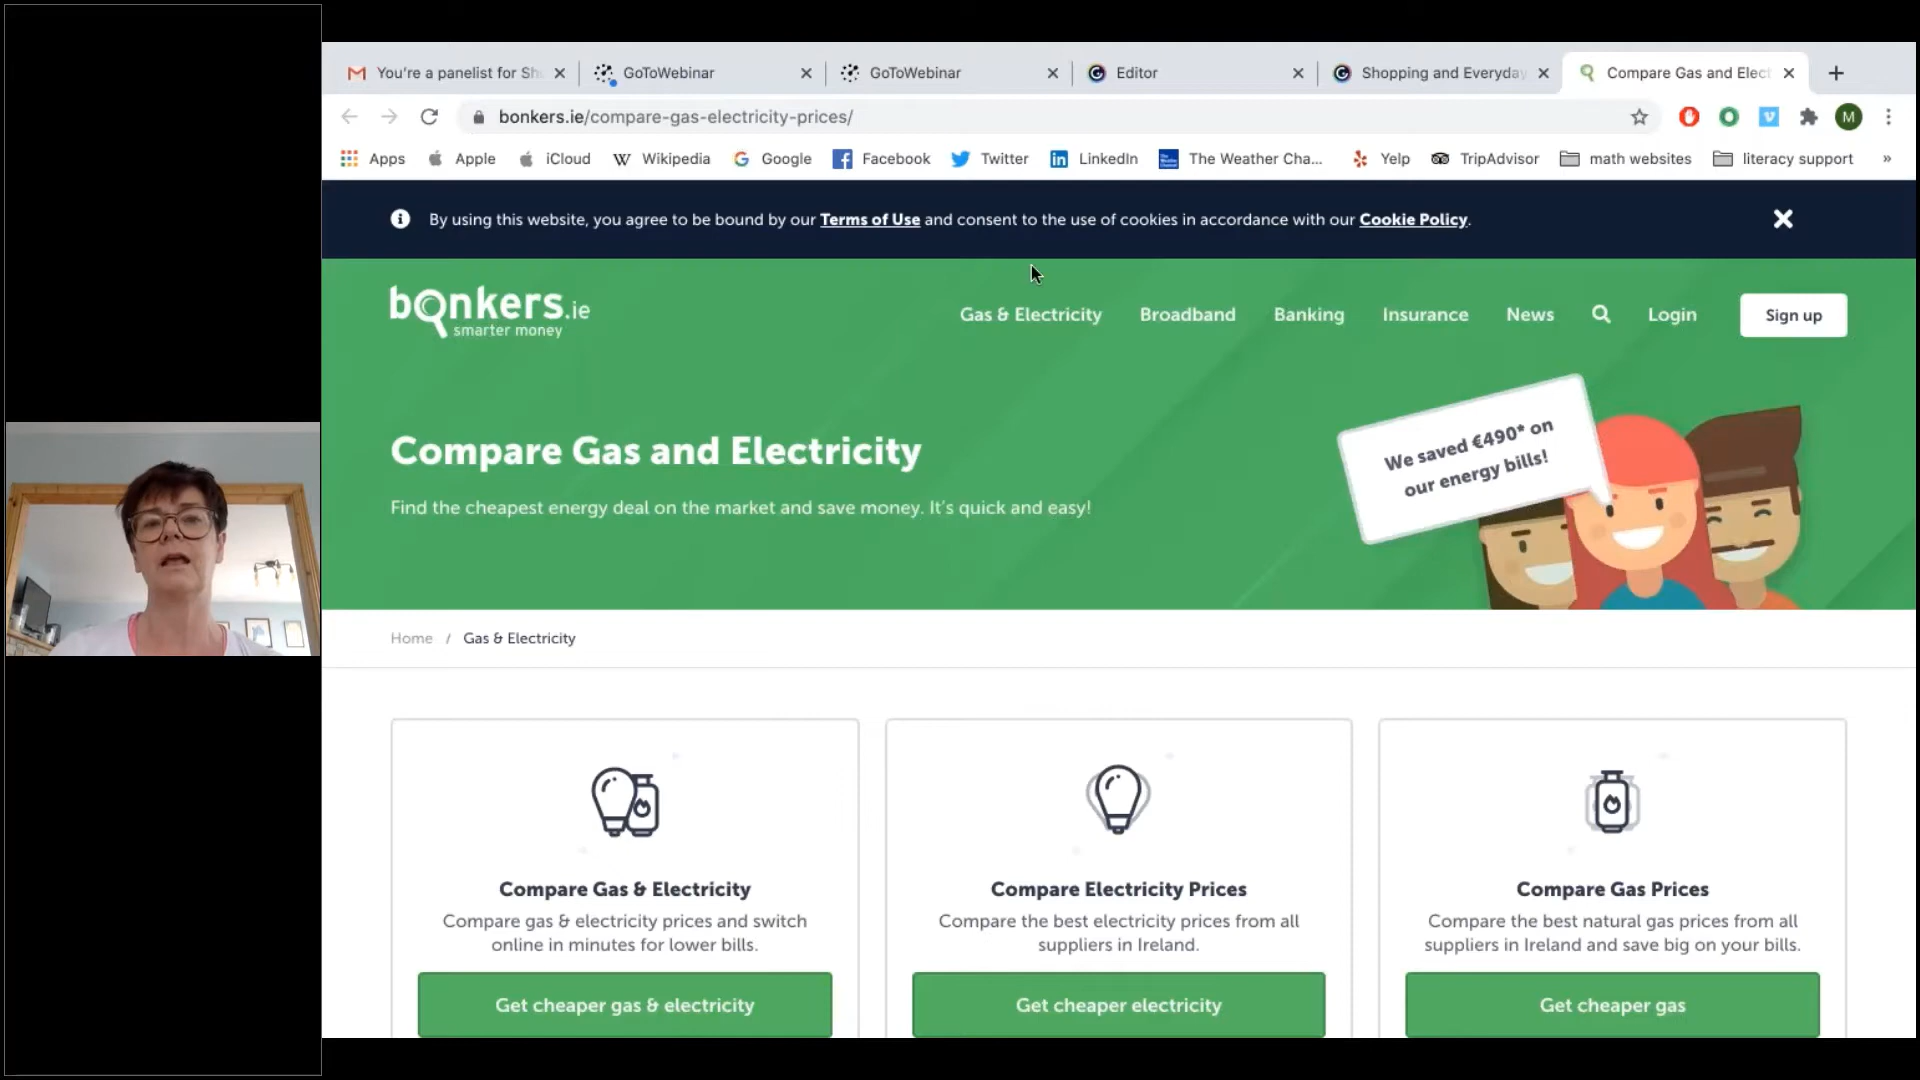 You're a panelist for Sh
GoToWebinar
GoToWebinar
Editor
Shopping and Everyday
Compare Gas and Elect
bonkers.ie/compare-gas-electricity-prices/
M
Apps
Apple
iCloud
Wikipedia
Google
Facebook
Twitter
LinkedIn
The Weather Cha...
Yelp
TripAdvisor
math websites
literacy support
»
By using this website, you agree to be bound by our Terms of Use and consent to the use of cookies in accordance with our Cookie Policy.
bonkers.ie
smarter money
Gas & Electricity
Broadband
Banking
Insurance
News
Login
Sign up
Compare Gas and Electricity
Find the cheapest energy deal on the market and save money. It's quick and easy!
We saved €490* on
our energy bills!
Home / Gas & Electricity
Compare Gas & Electricity
Compare gas & electricity prices and switch
online in minutes for lower bills.
Get cheaper gas & electricity
Compare Electricity Prices
Compare the best electricity prices from all
suppliers in Ireland.
Get cheaper electricity
Compare Gas Prices
Compare the best natural gas prices from all
suppliers in Ireland and save big on your bills.
Get cheaper gas